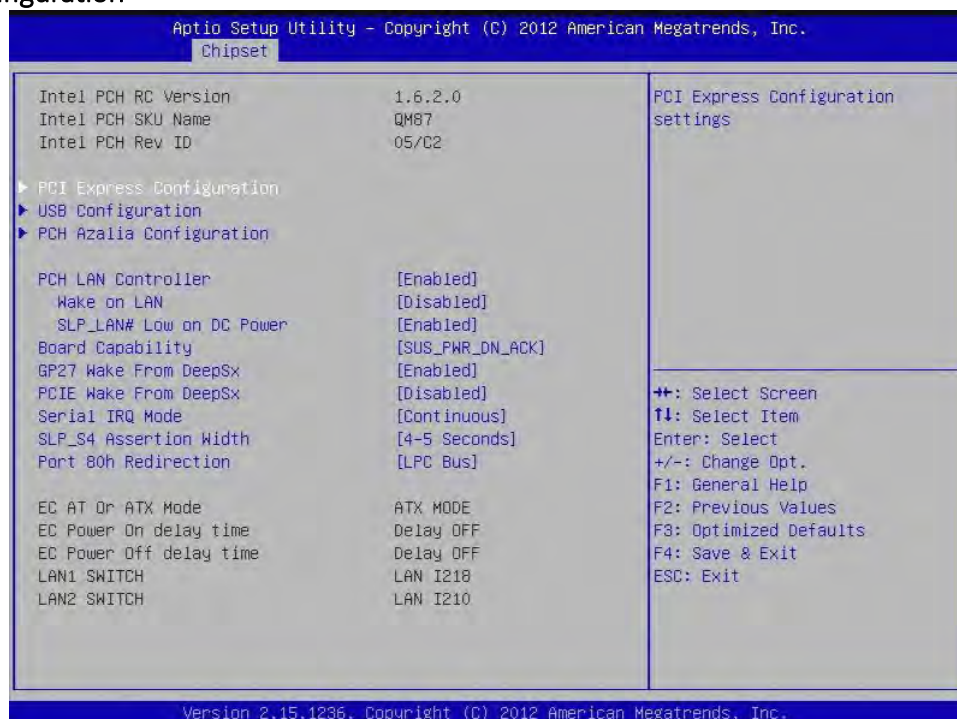 Aptio Setup Utility – Copyright (C) 2012 American Megatrends, Inc.
Chipset
Intel PCH RC Version 1.6.2.0
Intel PCH SKU Name QM87
Intel PCH Rev ID 05/C2
PCI Express Configuration
USB Configuration
PCH Azalia Configuration
PCH LAN Controller [Enabled]
Wake on LAN [Disabled]
SLP_LAN# Low on DC Power [Enabled]
Board Capability [SUS_PWR_DN_ACK]
GP27 Wake From DeepSx [Enabled]
PCIE Wake From DeepSx [Disabled]
Serial IRQ Mode [Continuous]
SLP_S4 Assertion Width [4-5 Seconds]
Port 80h Redirection [LPC Bus]
EC AT Or ATX Mode ATX MODE
EC Power On delay time Delay OFF
EC Power Off delay time Delay OFF
LAN1 SWITCH LAN I218
LAN2 SWITCH LAN I210
PCI Express Configuration
settings
→←: Select Screen
↑↓: Select Item
Enter: Select
+/-: Change Opt.
F1: General Help
F2: Previous Values
F3: Optimized Defaults
F4: Save & Exit
ESC: Exit
Version 2.15.1236. Copyright (C) 2012 American Megatrends, Inc.